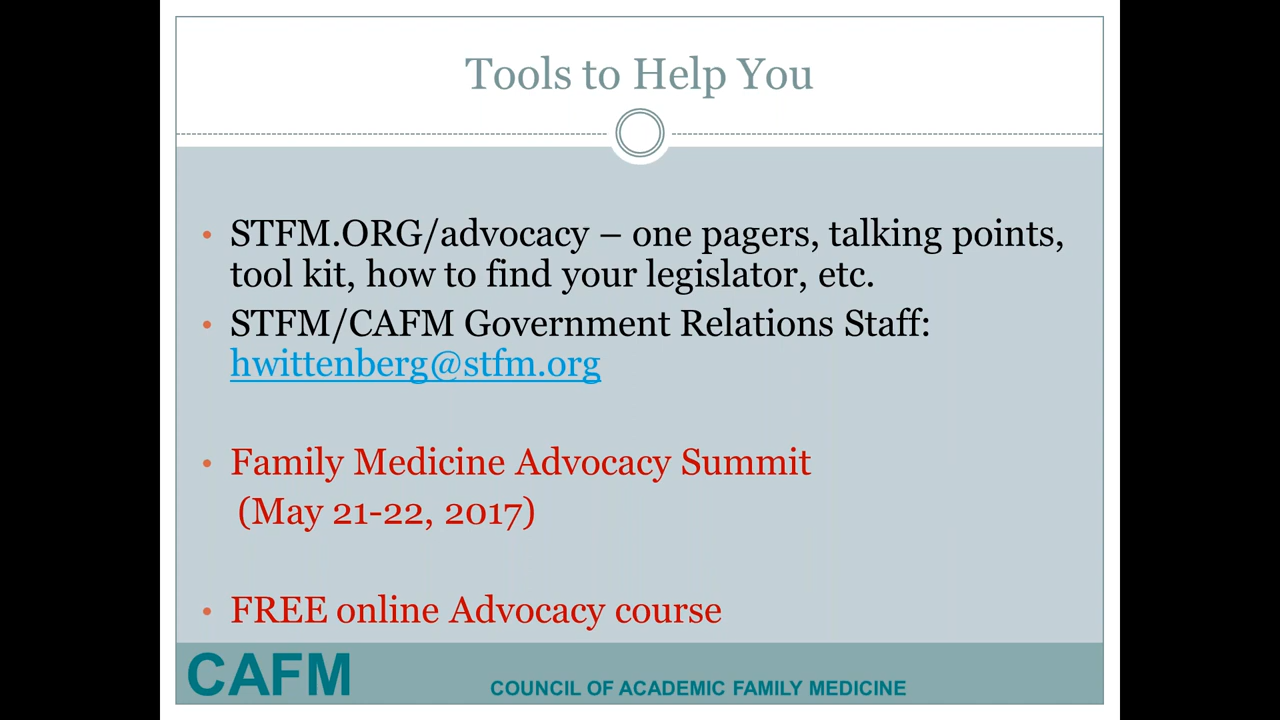 Tools to Help You
• STFM.ORG/advocacy – one pagers, talking points,
tool kit, how to find your legislator, etc.
• STFM/CAFM Government Relations Staff:
hwittenberg@stfm.org
• Family Medicine Advocacy Summit
(May 21-22, 2017)
• FREE online Advocacy course
CAFM
COUNCIL OF ACADEMIC FAMILY MEDICINE